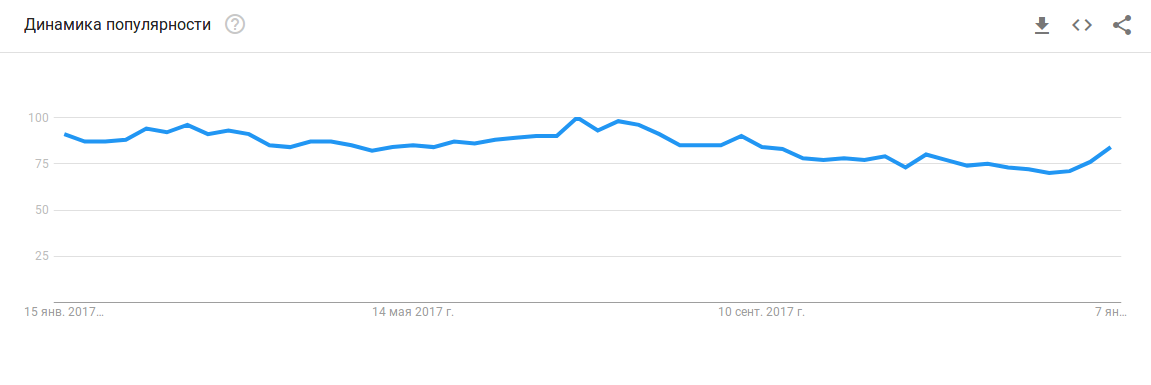 Динамика популярности ?
100
75
50
25
15 янв. 2017…
14 мая 2017 г.
10 сент. 2017 г.
7 ян…